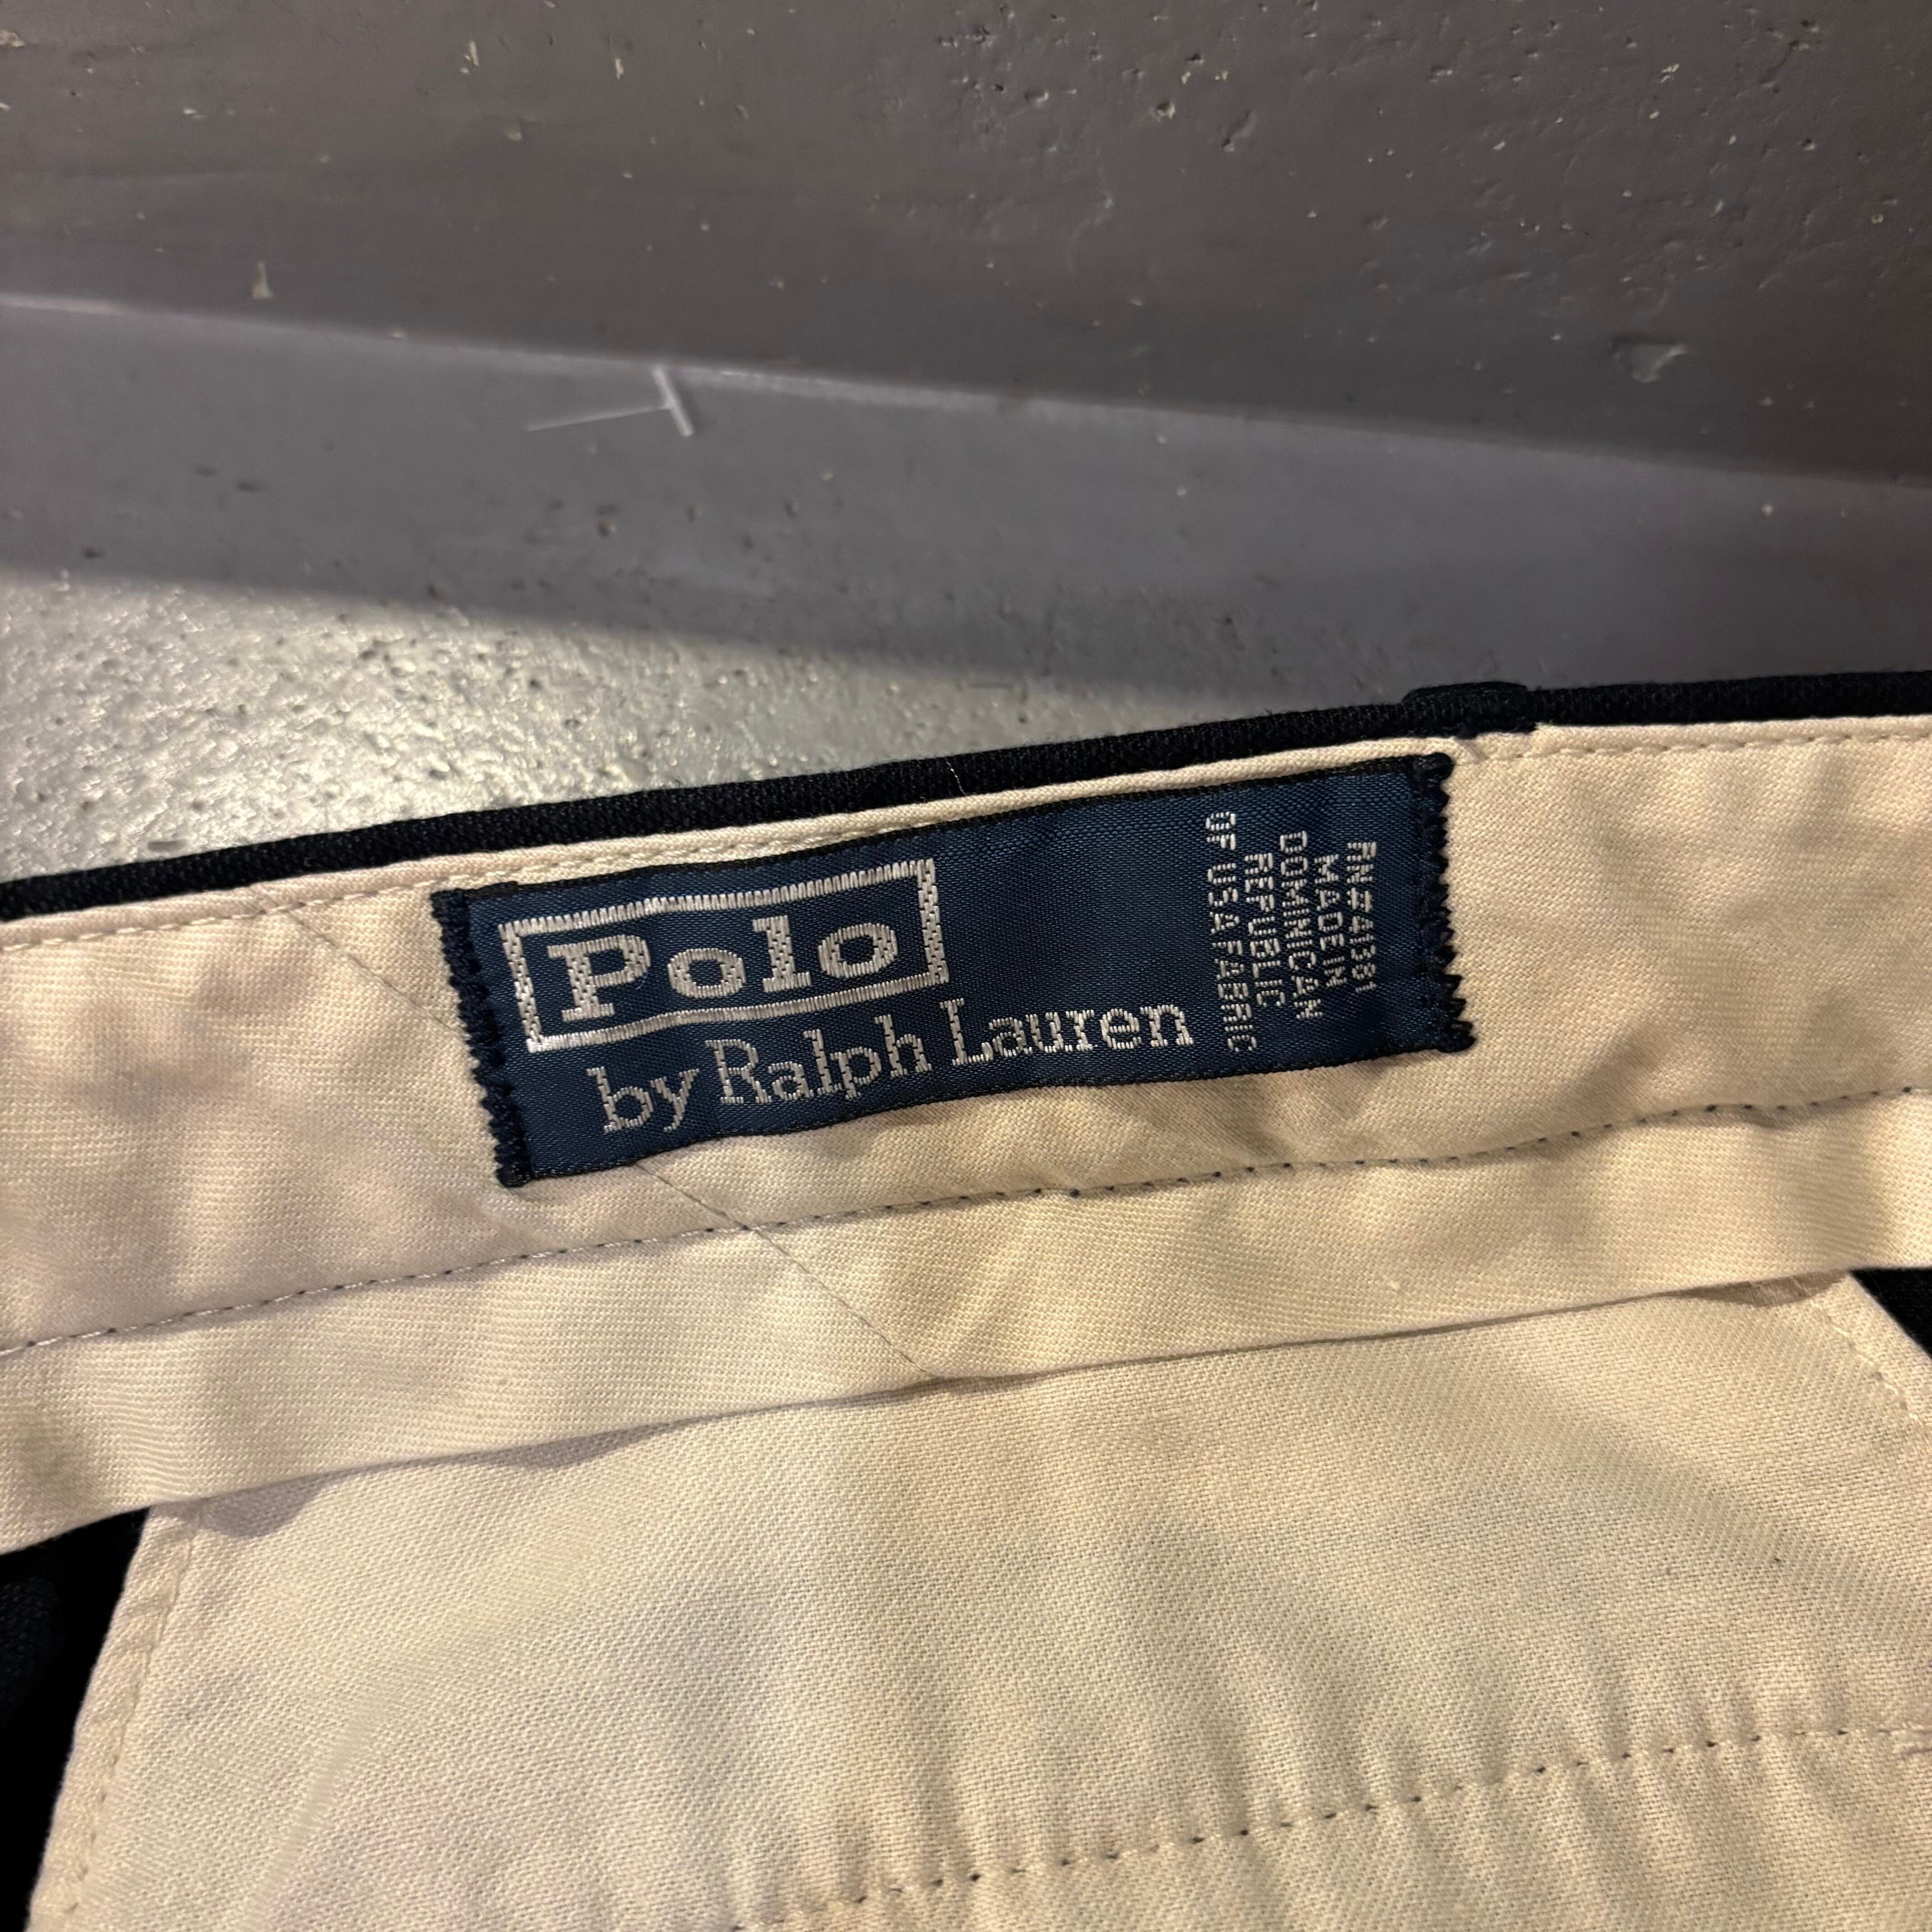 Polo
by Ralph Lauren
RN#41381
MADE IN
DOMINICAN
REPUBLIC
OF USA FABRIC